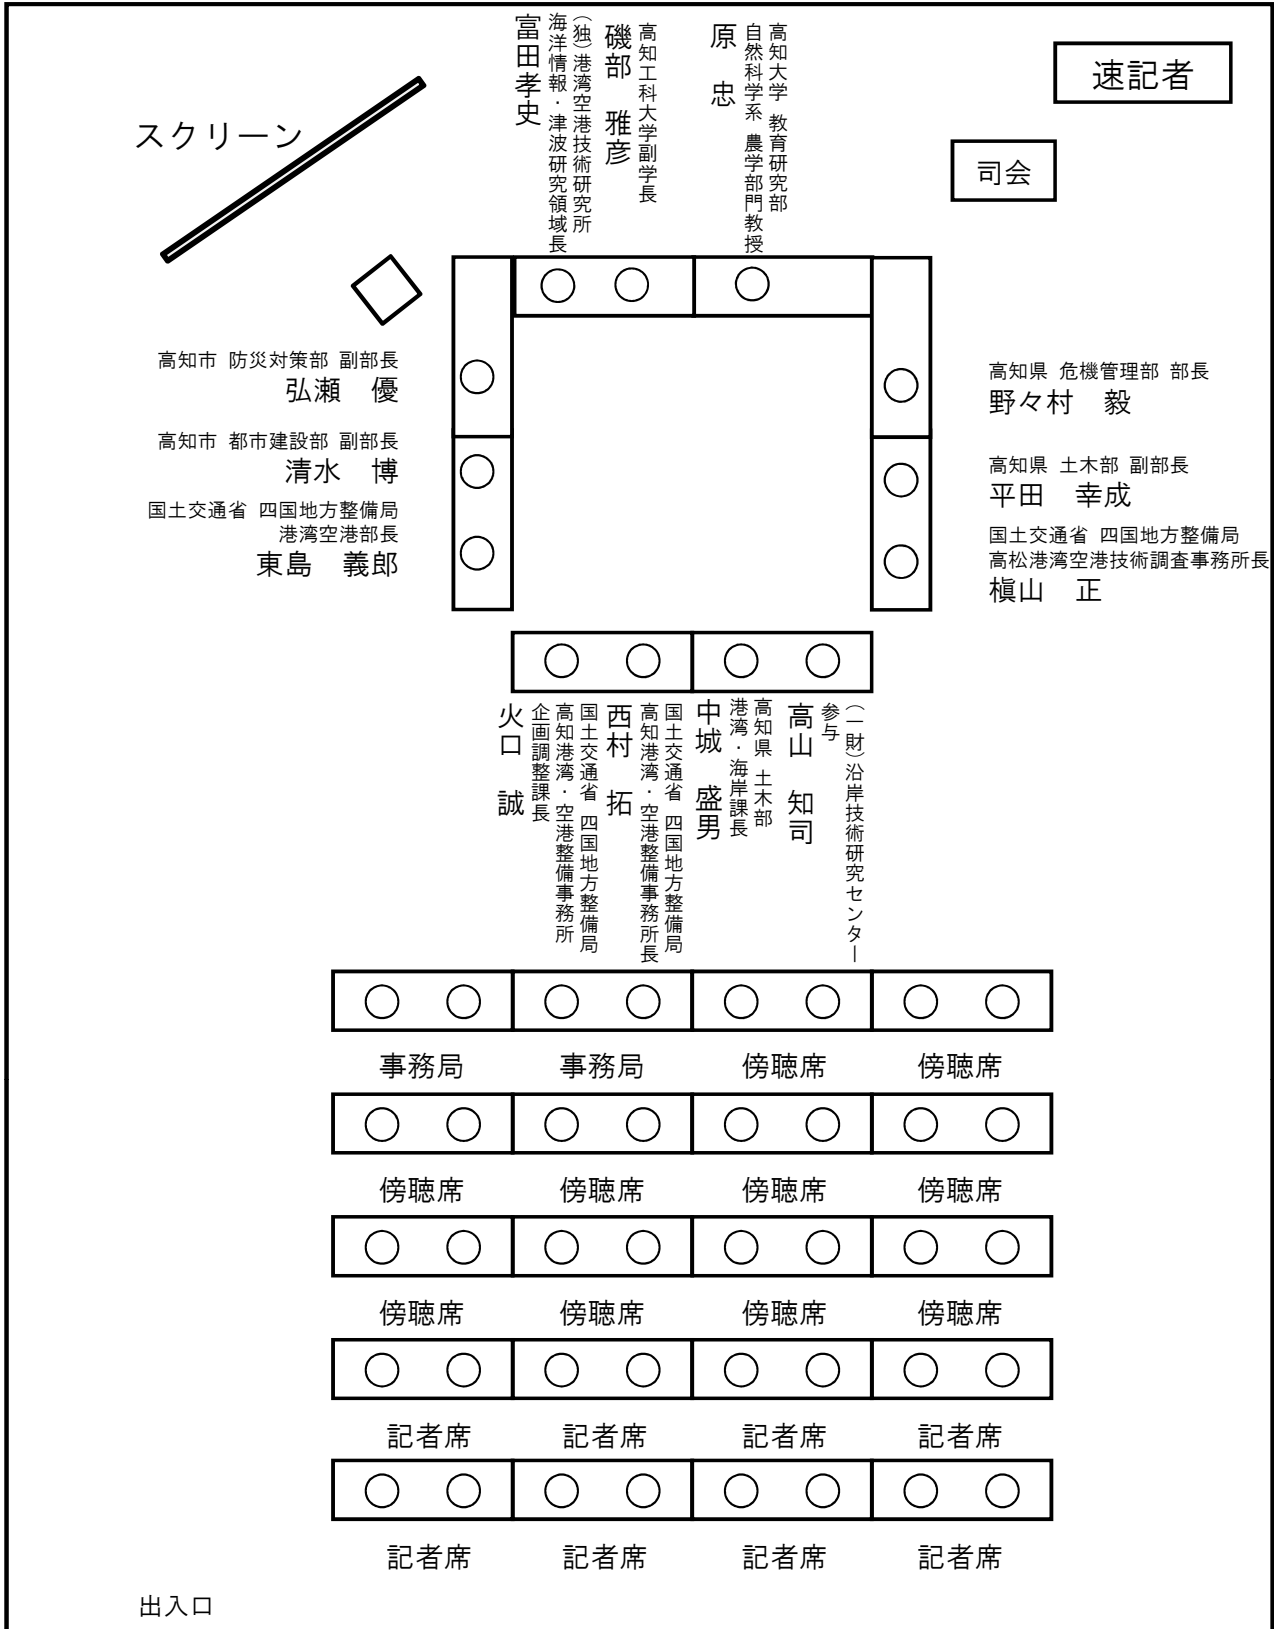 速記者
司会
スクリーン
高知大学 教育研究部
自然科学系 農学部門教授
原 忠
高知工科大学副学長
磯部 雅彦
(独)港湾空港技術研究所
海洋情報・津波研究領域長
富田孝史
高知市 防災対策部 副部長
弘瀬 優
高知市 都市建設部 副部長
清水 博
国土交通省 四国地方整備局
港湾空港部長
東島 義郎
高知県 危機管理部 部長
野々村 毅
高知県 土木部 副部長
平田 幸成
国土交通省 四国地方整備局
高松港湾空港技術調査事務所長
槇山 正
(一財)沿岸技術研究センター
参与
高山 知司
高知県 土木部
港湾・海岸課長
中城 盛男
国土交通省 四国地方整備局
高知港湾・空港整備事務所長
西村 拓
国土交通省 四国地方整備局
高知港湾・空港整備事務所
企画調整課長
火口 誠
事務局 事務局 傍聴席 傍聴席
傍聴席 傍聴席 傍聴席 傍聴席
傍聴席 傍聴席 傍聴席 傍聴席
記者席 記者席 記者席 記者席
記者席 記者席 記者席 記者席
出入口